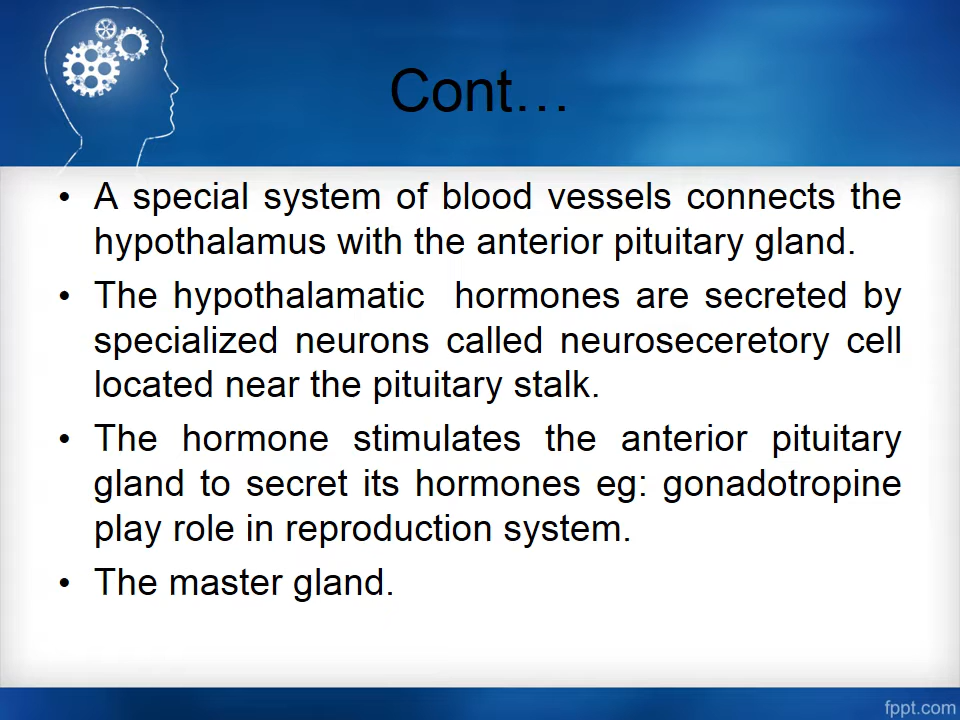 Cont…
• A special system of blood vessels connects the
hypothalamus with the anterior pituitary gland.
• The hypothalamatic hormones are secreted by
specialized neurons called neuroseceretory cell
located near the pituitary stalk.
• The hormone stimulates the anterior pituitary
gland to secret its hormones eg: gonadotropine
play role in reproduction system.
• The master gland.
fppt.com